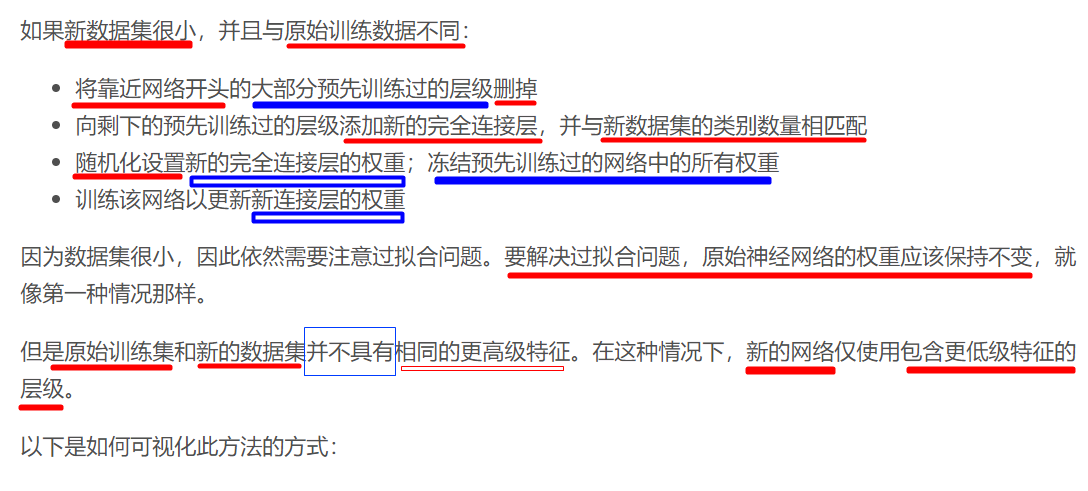 如果新数据集很小，并且与原始训练数据不同：
将靠近网络开头的大部分预先训练过的层级删掉
向剩下的预先训练过的层级添加新的完全连接层，并与新数据集的类别数量相匹配
随机化设置新的完全连接层的权重；冻结预先训练过的网络中的所有权重
训练该网络以更新新连接层的权重
因为数据集很小，因此依然需要注意过拟合问题。要解决过拟合问题，原始神经网络的权重应该保持不变，就
像第一种情况那样。
但是原始训练集和新的数据集并不具有相同的更高级特征。在这种情况下，新的网络仅使用包含更低级特征的
层级。
以下是如何可视化此方法的方式：